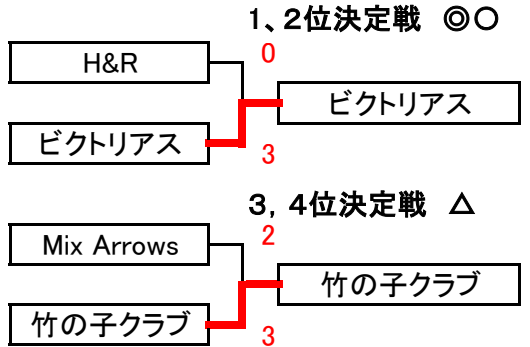 1、2位決定戦　◎○
0
H&R
ビクトリアス
ビクトリアス
3
3，4位決定戦　△
2
Mix Arrows
竹の子クラブ
竹の子クラブ
3